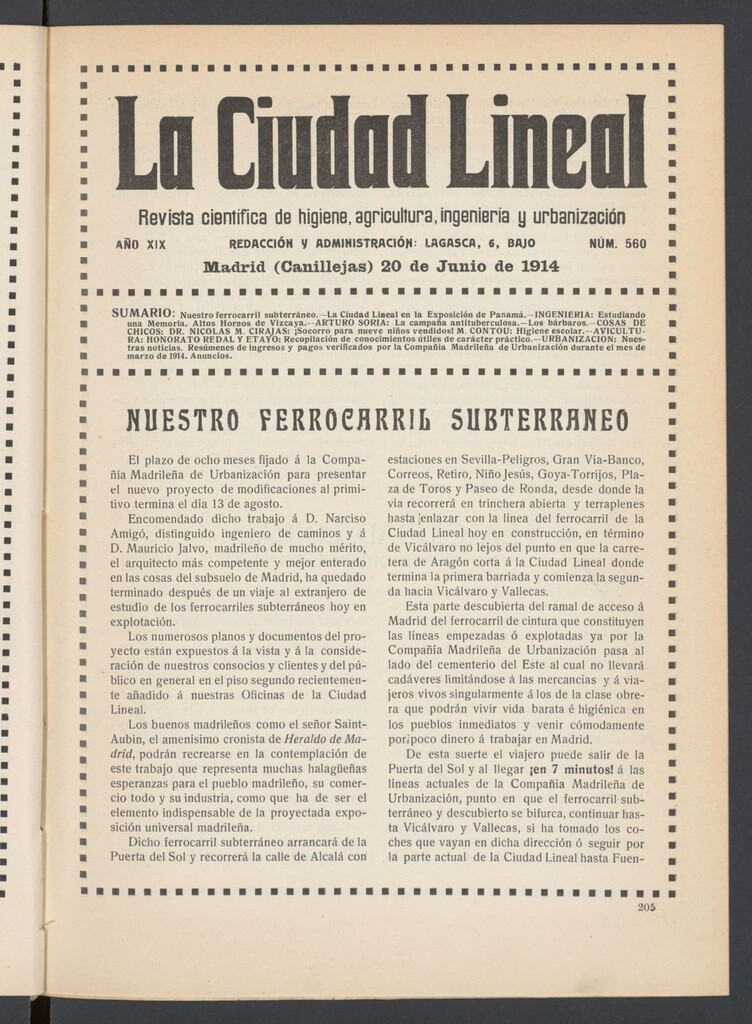 La Ciudad Lineal
Revista científica de higiene, agricultura, ingeniería y urbanización
AÑO XIX REDACCIÓN Y ADMINISTRACIÓN: LAGASCA, 6, BAJO NÚM. 560
Madrid (Canillejas) 20 de Junio de 1914
SUMARIO: Nuestro ferrocarril subterráneo.—La Ciudad Lineal en la Exposición de Panamá.—INGENIERIA: Estudiando
una Memoria. Altos Hornos de Vizcaya.—ARTURO SORIA: La campaña antituberculosa.—Los bárbaros.—COSAS DE
CHICOS: DR. NICOLAS M. CIRAJAS: ¡Socorro para nueve niños vendidos! M. CONTOU: Higiene escolar.—AVICULTU-
RA: HONORATO REDAL Y ETAYO: Recopilación de conocimientos útiles de carácter práctico.—URBANIZACION: Nues-
tras noticias. Resúmenes de ingresos y pagos verificados por la Compañia Madrileña de Urbanización durante el mes de
marzo de 1914. Anuncios.
NUESTRO FERROCARRIL SUBTERRANEO
El plazo de ocho meses fijado á la Compa-
ñia Madrileña de Urbanización para presentar
el nuevo proyecto de modificaciones al primi-
tivo termina el día 13 de agosto.
Encomendado dicho trabajo á D. Narciso
Amigó, distinguido ingeniero de caminos y á
D. Mauricio Jalvo, madrileño de mucho mérito,
el arquitecto más competente y mejor enterado
en las cosas del subsuelo de Madrid, ha quedado
terminado después de un viaje al extranjero de
estudio de los ferrocarriles subterráneos hoy en
explotación.
Los numerosos planos y documentos del pro-
yecto están expuestos á la vista y á la conside-
ración de nuestros consocios y clientes y del pú-
blico en general en el piso segundo recientemen-
te añadido á nuestras Oficinas de la Ciudad
Lineal.
Los buenos madrileños como el señor Saint-
Aubin, el amenísimo cronista de Heraldo de Ma-
drid, podrán recrearse en la contemplación de
este trabajo que representa muchas halagüeñas
esperanzas para el pueblo madrileño, su comer-
cio todo y su industria, como que ha de ser el
elemento indispensable de la proyectada expo-
sición universal madrileña.
Dicho ferrocarril subterráneo arrancará de la
Puerta del Sol y recorrerá la calle de Alcalá con
estaciones en Sevilla-Peligros, Gran Via-Banco,
Correos, Retiro, Niño Jesús, Goya-Torrijos, Pla-
za de Toros y Paseo de Ronda, desde donde la
via recorrerá en trinchera abierta y terraplenes
hasta enlazar con la linea del ferrocarril de la
Ciudad Lineal hoy en construcción, en término
de Vicálvaro no lejos del punto en que la carre-
tera de Aragón corta á la Ciudad Lineal donde
termina la primera barriada y comienza la segun-
da hacia Vicálvaro y Vallecas.
Esta parte descubierta del ramal de acceso á
Madrid del ferrocarril de cintura que constituyen
las líneas empezadas ó explotadas ya por la
Compañía Madrileña de Urbanización pasa al
lado del cementerio del Este al cual no llevará
cadáveres limitándose á las mercancias y á via-
jeros vivos singularmente á los de la clase obre-
ra que podrán vivir vida barata é higiénica en
los pueblos inmediatos y venir cómodamente
por poco dinero á trabajar en Madrid.
De esta suerte el viajero puede salir de la
Puerta del Sol y al llegar ¡en 7 minutos! á las
lineas actuales de la Compañía Madrileña de
Urbanización, punto en que el ferrocarril sub-
terráneo y descubierto se bifurca, continuar has-
ta Vicálvaro y Vallecas, si ha tomado los co-
ches que vayan en dicha dirección ó seguir por
la parte actual de la Ciudad Lineal hasta Fuen-
205